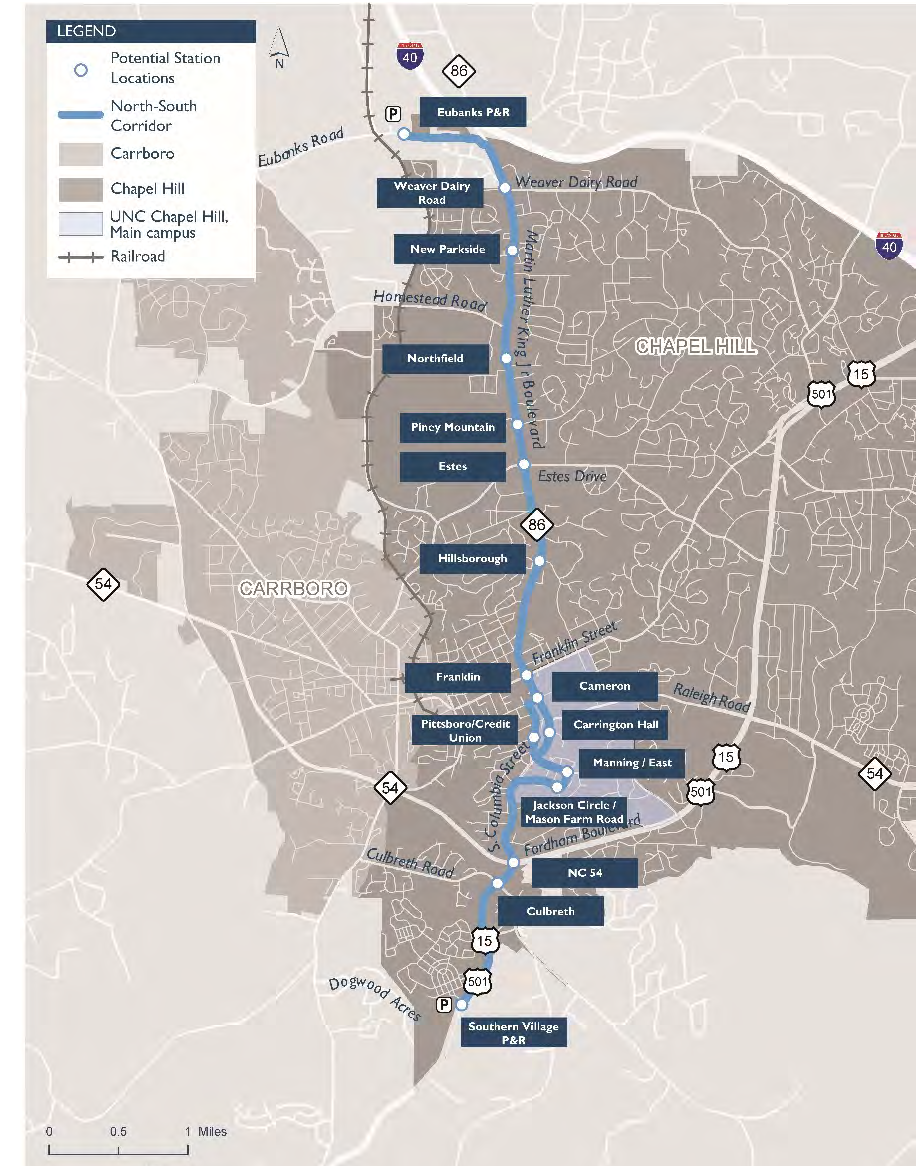 LEGEND
Potential Station
Locations
North-South
Corridor
Carrboro
Chapel Hill
UNC Chapel Hill,
Main campus
Railroad
N
40
86
P
Eubanks P&R
Eubanks Road
Weaver Dairy
Road
Weaver Dairy Road
New Parkside
40
Homestead Road
Martin Luther King Jr Boulevard
CHAPEL HILL
Northfield
15
501
Piney Mountain
Estes
Estes Drive
86
Hillsborough
54
CARRBORO
Franklin Street
Franklin
Cameron
Raleigh Road
Pittsboro/Credit
Union
Carrington Hall
Manning / East
15
54
501
54
S. Columbia Street
Jackson Circle /
Mason Farm Road
Fordham Boulevard
Culbreth Road
NC 54
Culbreth
15
501
Dogwood Acres
P
Southern Village
P&R
0 0.5 1 Miles